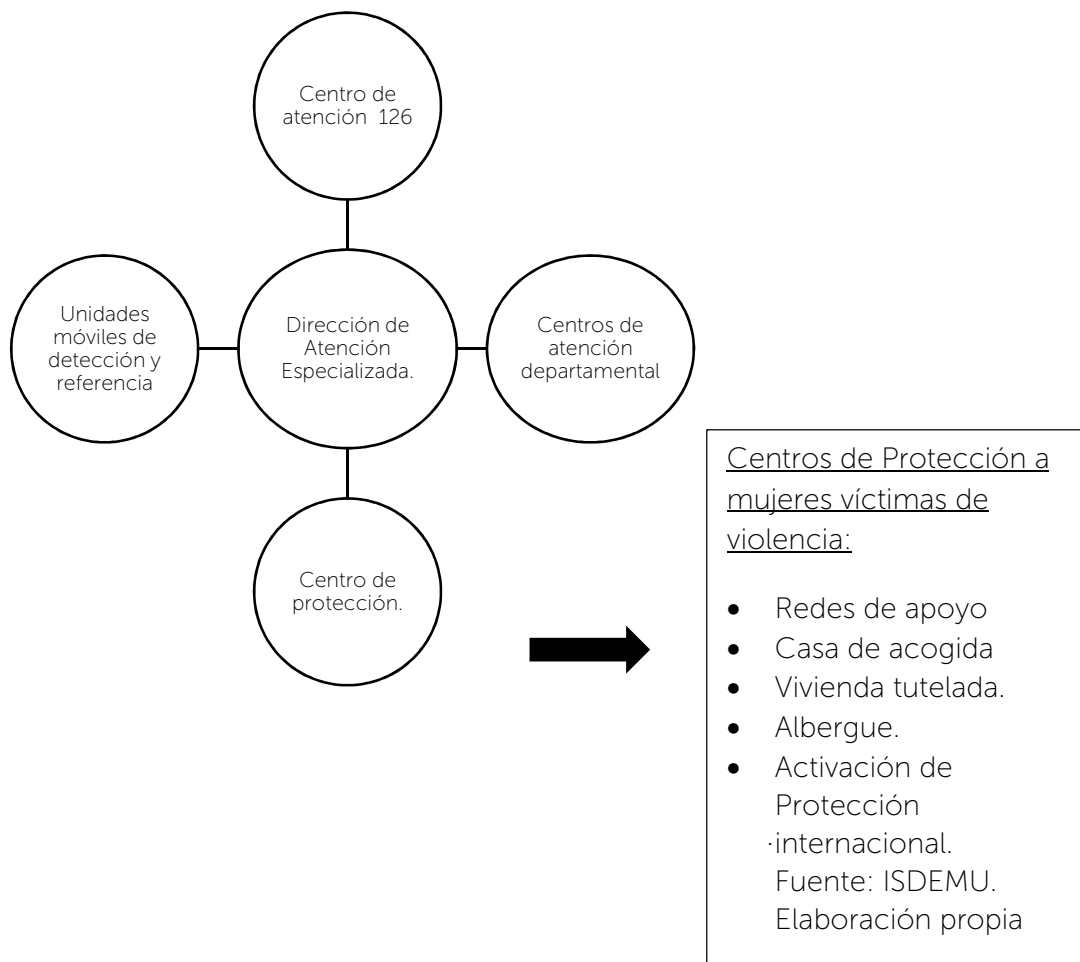 Centro de
atención 126
Unidades
móviles de
detección y
referencia
Dirección de
Atención
Especializada.
Centros de
atención
departamental
Centro de
protección.
Centros de Protección a
mujeres víctimas de
violencia:
• Redes de apoyo
• Casa de acogida
• Vivienda tutelada.
• Albergue.
• Activación de
Protección
·internacional.
Fuente: ISDEMU.
Elaboración propia